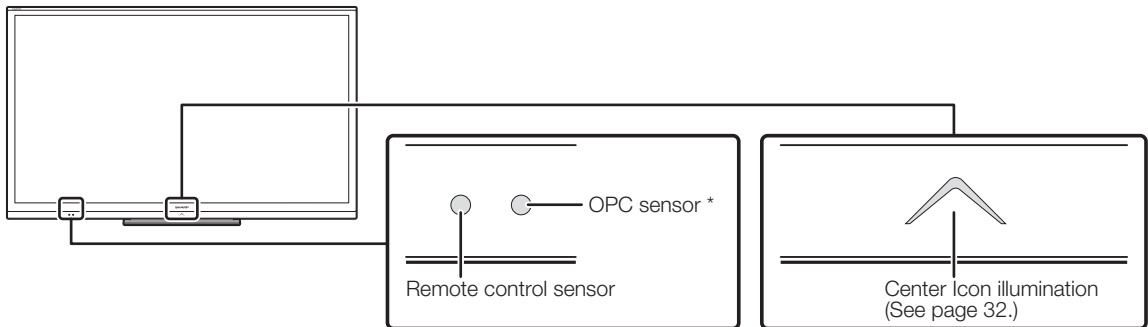 OPC sensor *
Remote control sensor
Center Icon illumination
(See page 32.)